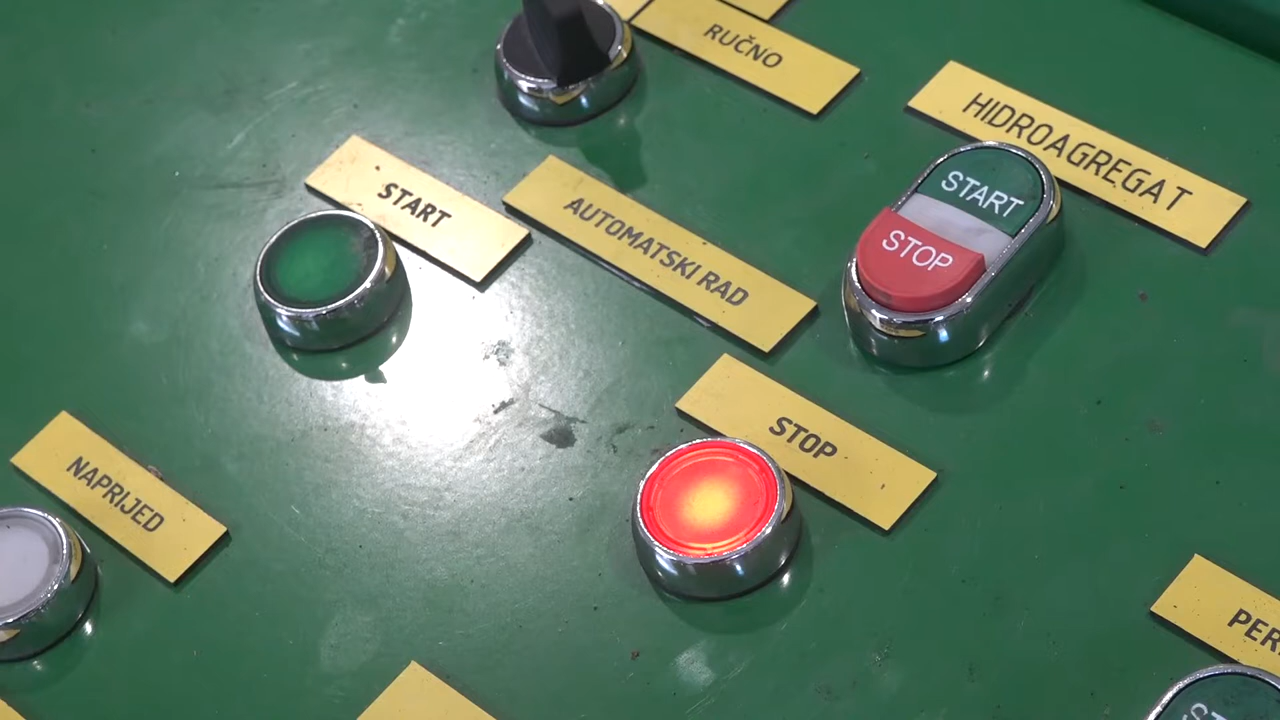 RUČNO
HIDROAGREGAT
START
STOP
START
AUTOMATSKI RAD
STOP
NAPRIJED